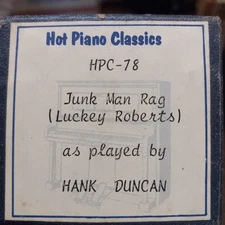 Hot Piano Classics
HPC-78
Junk Man Rag
(Luckey Roberts)
as played by
HANK DUNCAN